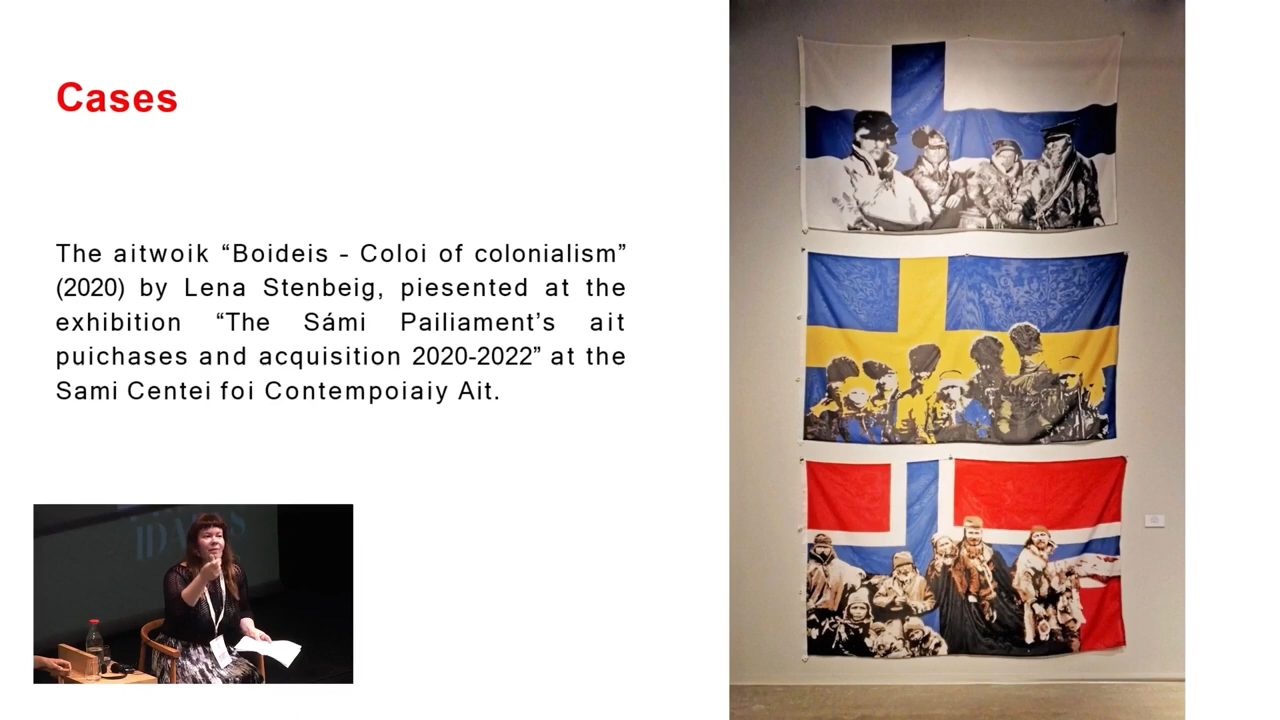 Cases
The aitwoik “Boideis - Coloi of colonialism”
(2020) by Lena Stenbeig, piesented at the
exhibition “The Sámi Pailiament’s ait
puichases and acquisition 2020-2022” at the
Sami Centei foi Contempoiaiy Ait.